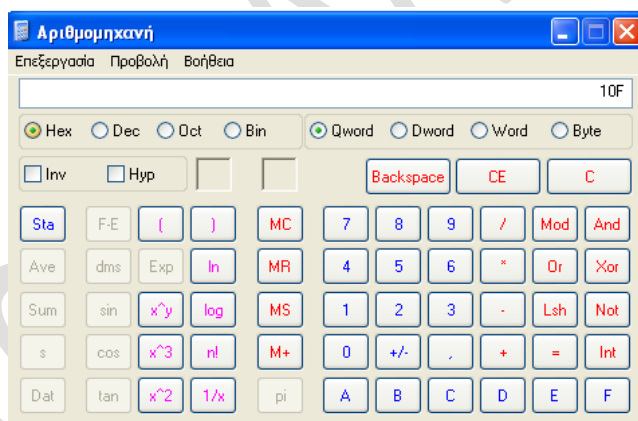 Αριθμομηχανή
Επεξεργασία Προβολή Βοήθεια
10F
Hex Dec Oct Bin Qword Dword Word Byte
Inv Hyp Backspace CE C
Sta F-E ( ) MC 7 8 9 / Mod And
Ave dms Exp ln MR 4 5 6 * Or Xor
Sum sin x^y log MS 1 2 3 - Lsh Not
s cos x^3 n! M+ 0 +/- , + = Int
Dat tan x^2 1/x pi A B C D E F